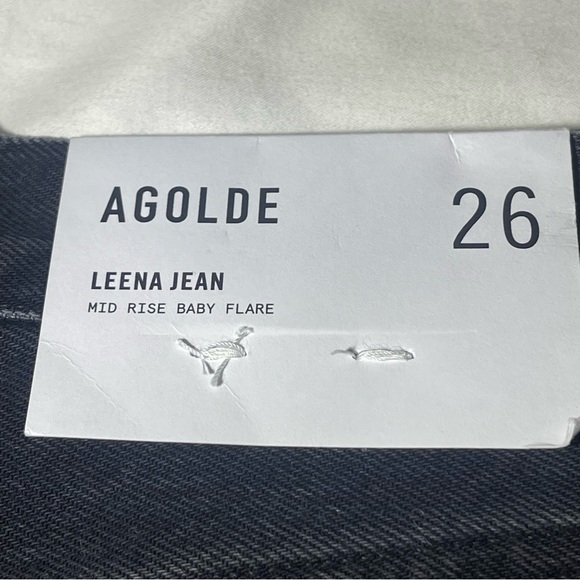 AGOLDE
26
LEENA JEAN
MID RISE BABY FLARE